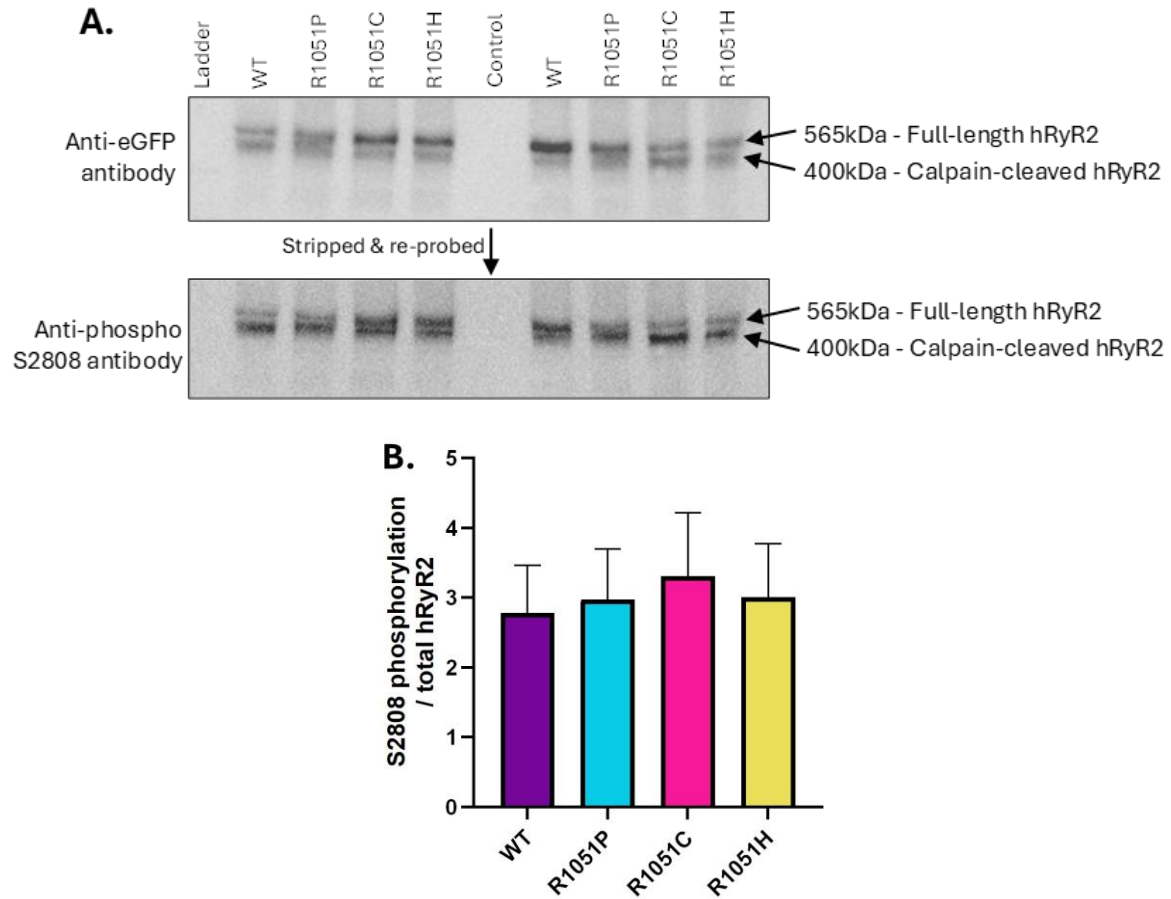 A.
Ladder
WT
R1051P
R1051C
R1051H
Control
WT
R1051P
R1051C
R1051H
Anti-eGFP
antibody
565kDa - Full-length hRyR2
400kDa - Calpain-cleaved hRyR2
Stripped & re-probed
Anti-phospho
S2808 antibody
565kDa - Full-length hRyR2
400kDa - Calpain-cleaved hRyR2
B.
S2808 phosphorylation
/ total hRyR2
5
4
3
2
1
0
WT
R1051P
R1051C
R1051H